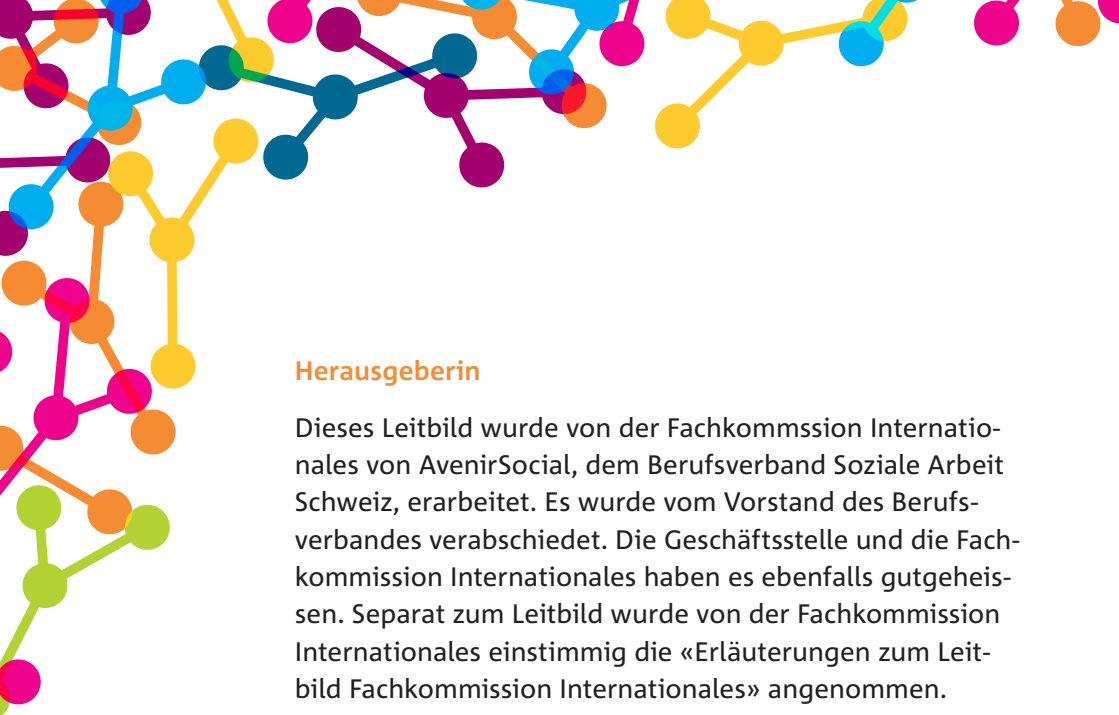 Herausgeberin
Dieses Leitbild wurde von der Fachkommssion Internatio-
nales von AvenirSocial, dem Berufsverband Soziale Arbeit
Schweiz, erarbeitet. Es wurde vom Vorstand des Berufs-
verbandes verabschiedet. Die Geschäftsstelle und die Fach-
kommission Internationales haben es ebenfalls gutgeheis-
sen. Separat zum Leitbild wurde von der Fachkommission
Internationales einstimmig die «Erläuterungen zum Leit-
bild Fachkommission Internationales» angenommen.